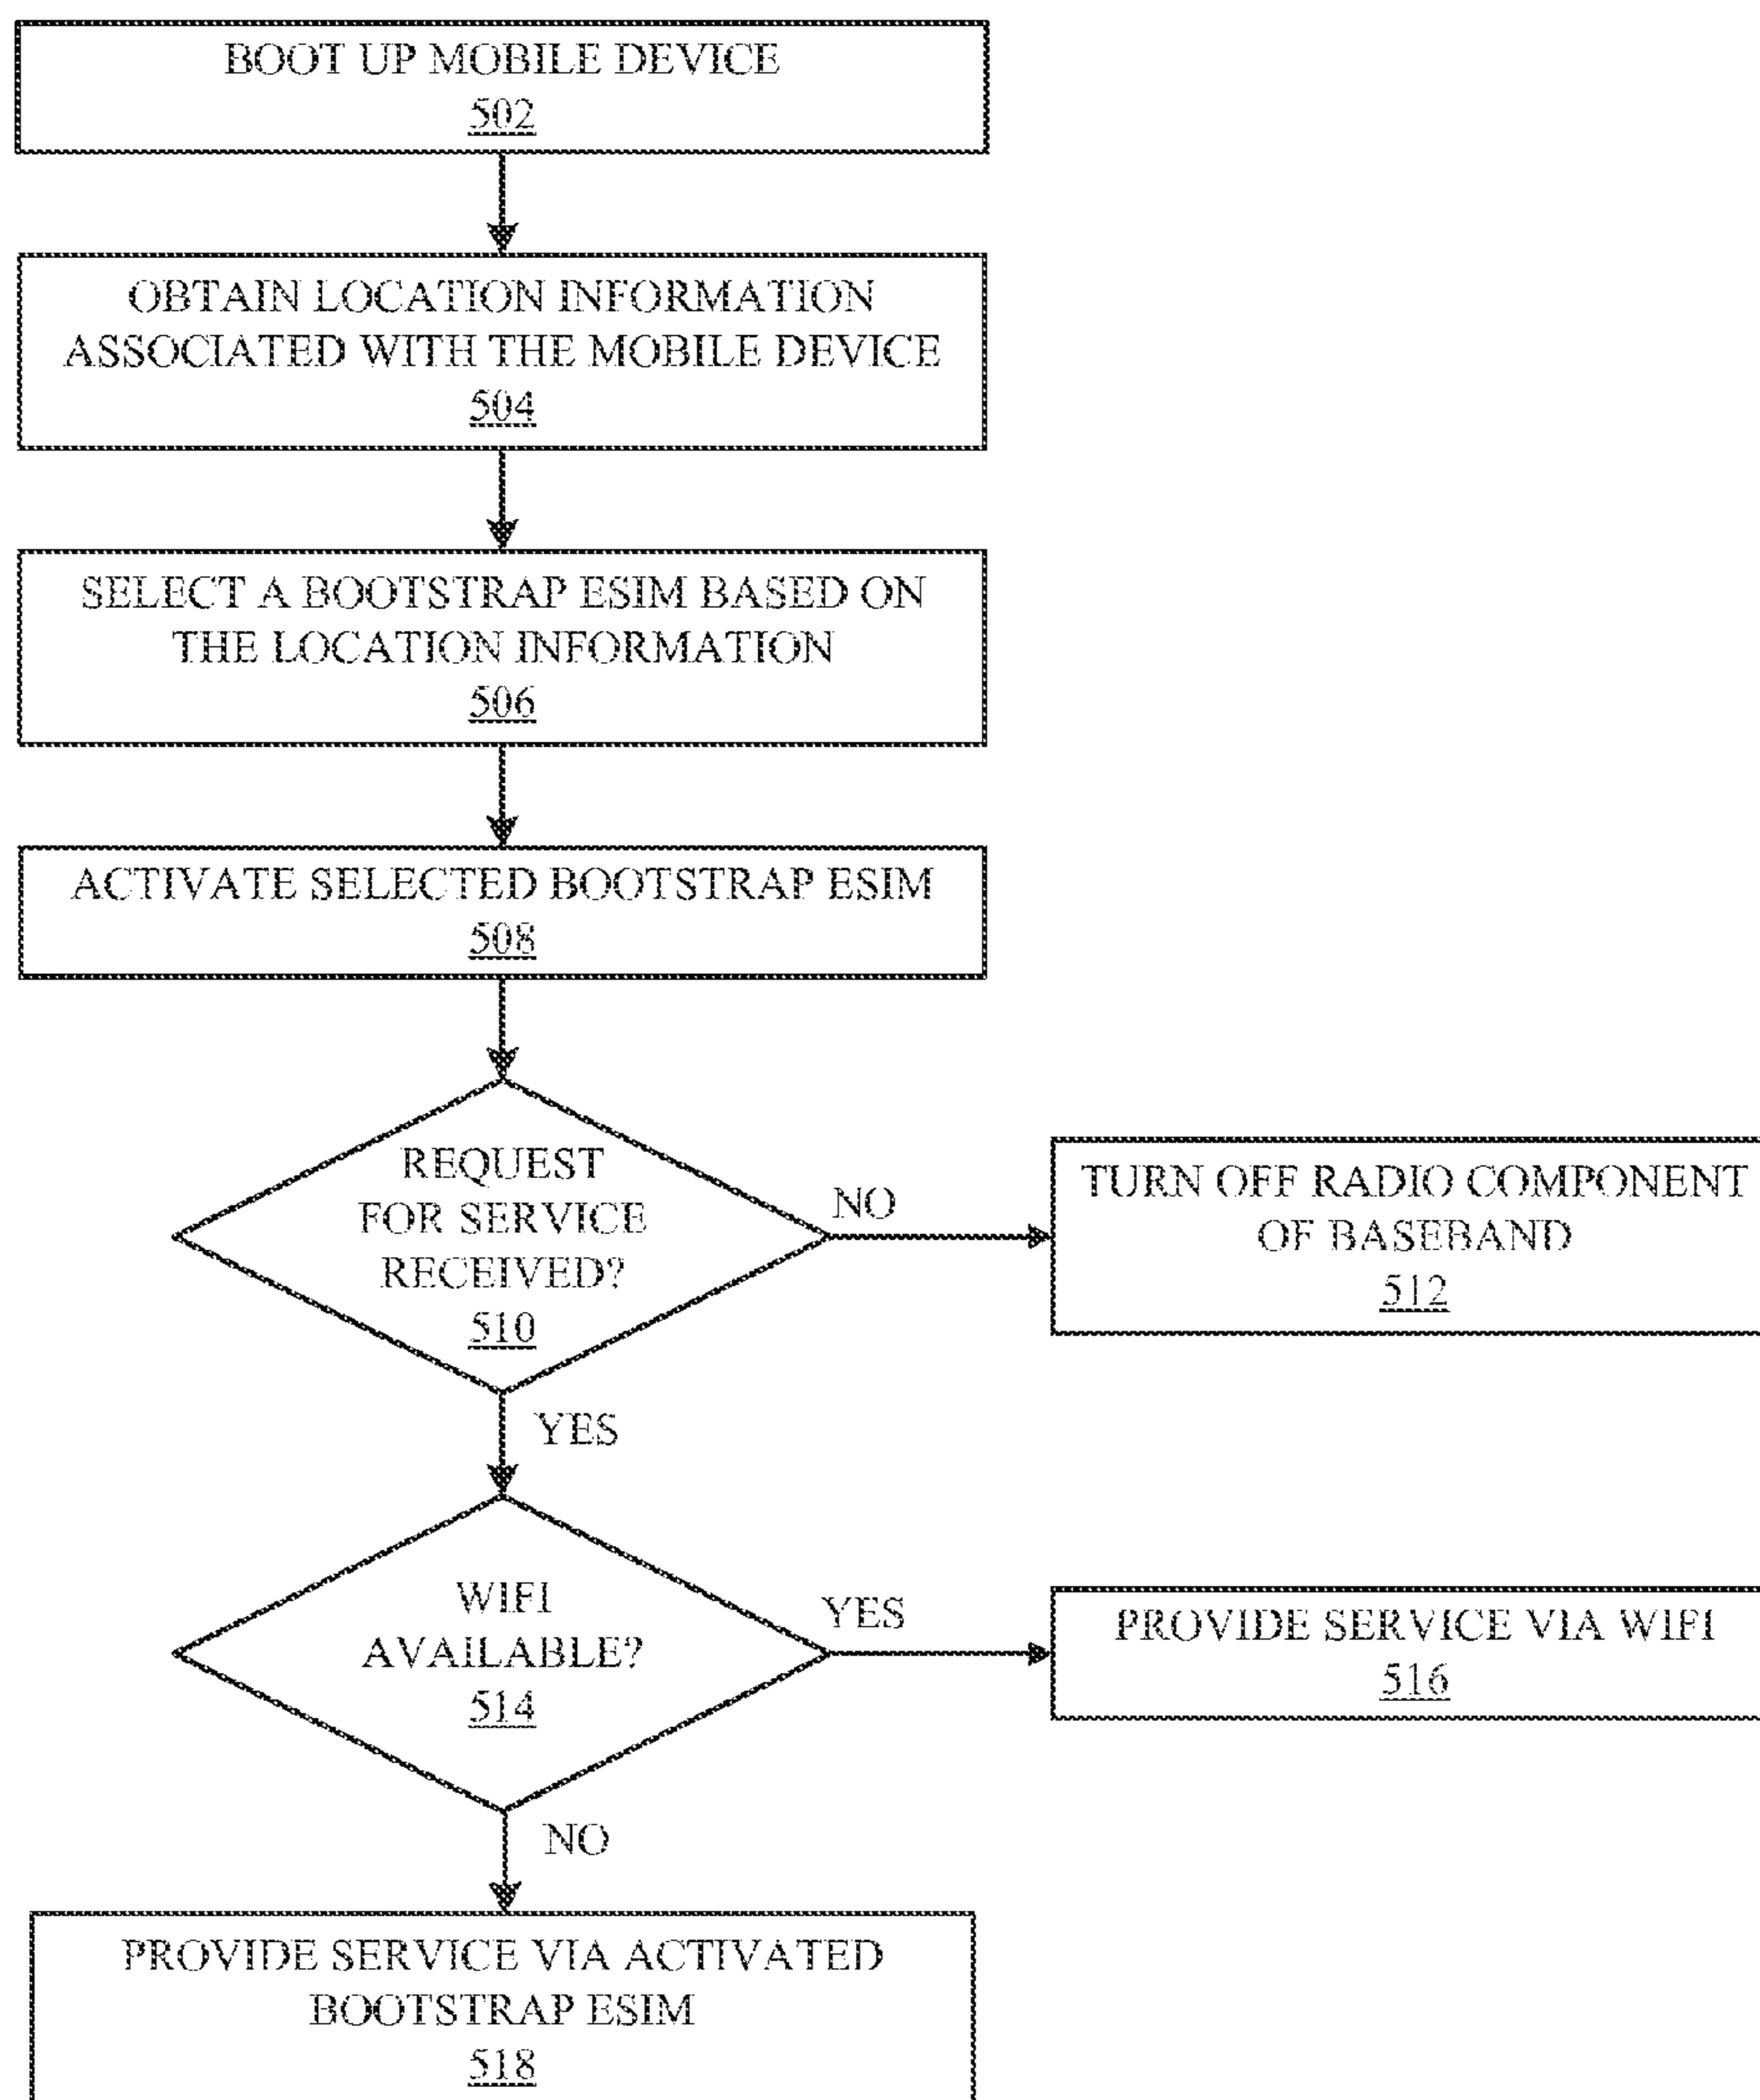 BOOT UP MOBILE DEVICE
502
OBTAIN LOCATION INFORMATION
ASSOCIATED WITH THE MOBILE DEVICE
504
SELECT A BOOTSTRAP ESIM BASED ON
THE LOCATION INFORMATION
506
ACTIVATE SELECTED BOOTSTRAP ESIM
508
REQUEST
FOR SERVICE
RECEIVED?
510
NO
TURN OFF RADIO COMPONENT
OF BASEBAND
512
YES
WIFI
AVAILABLE?
514
YES
PROVIDE SERVICE VIA WIFI
516
NO
PROVIDE SERVICE VIA ACTIVATED
BOOTSTRAP ESIM
518